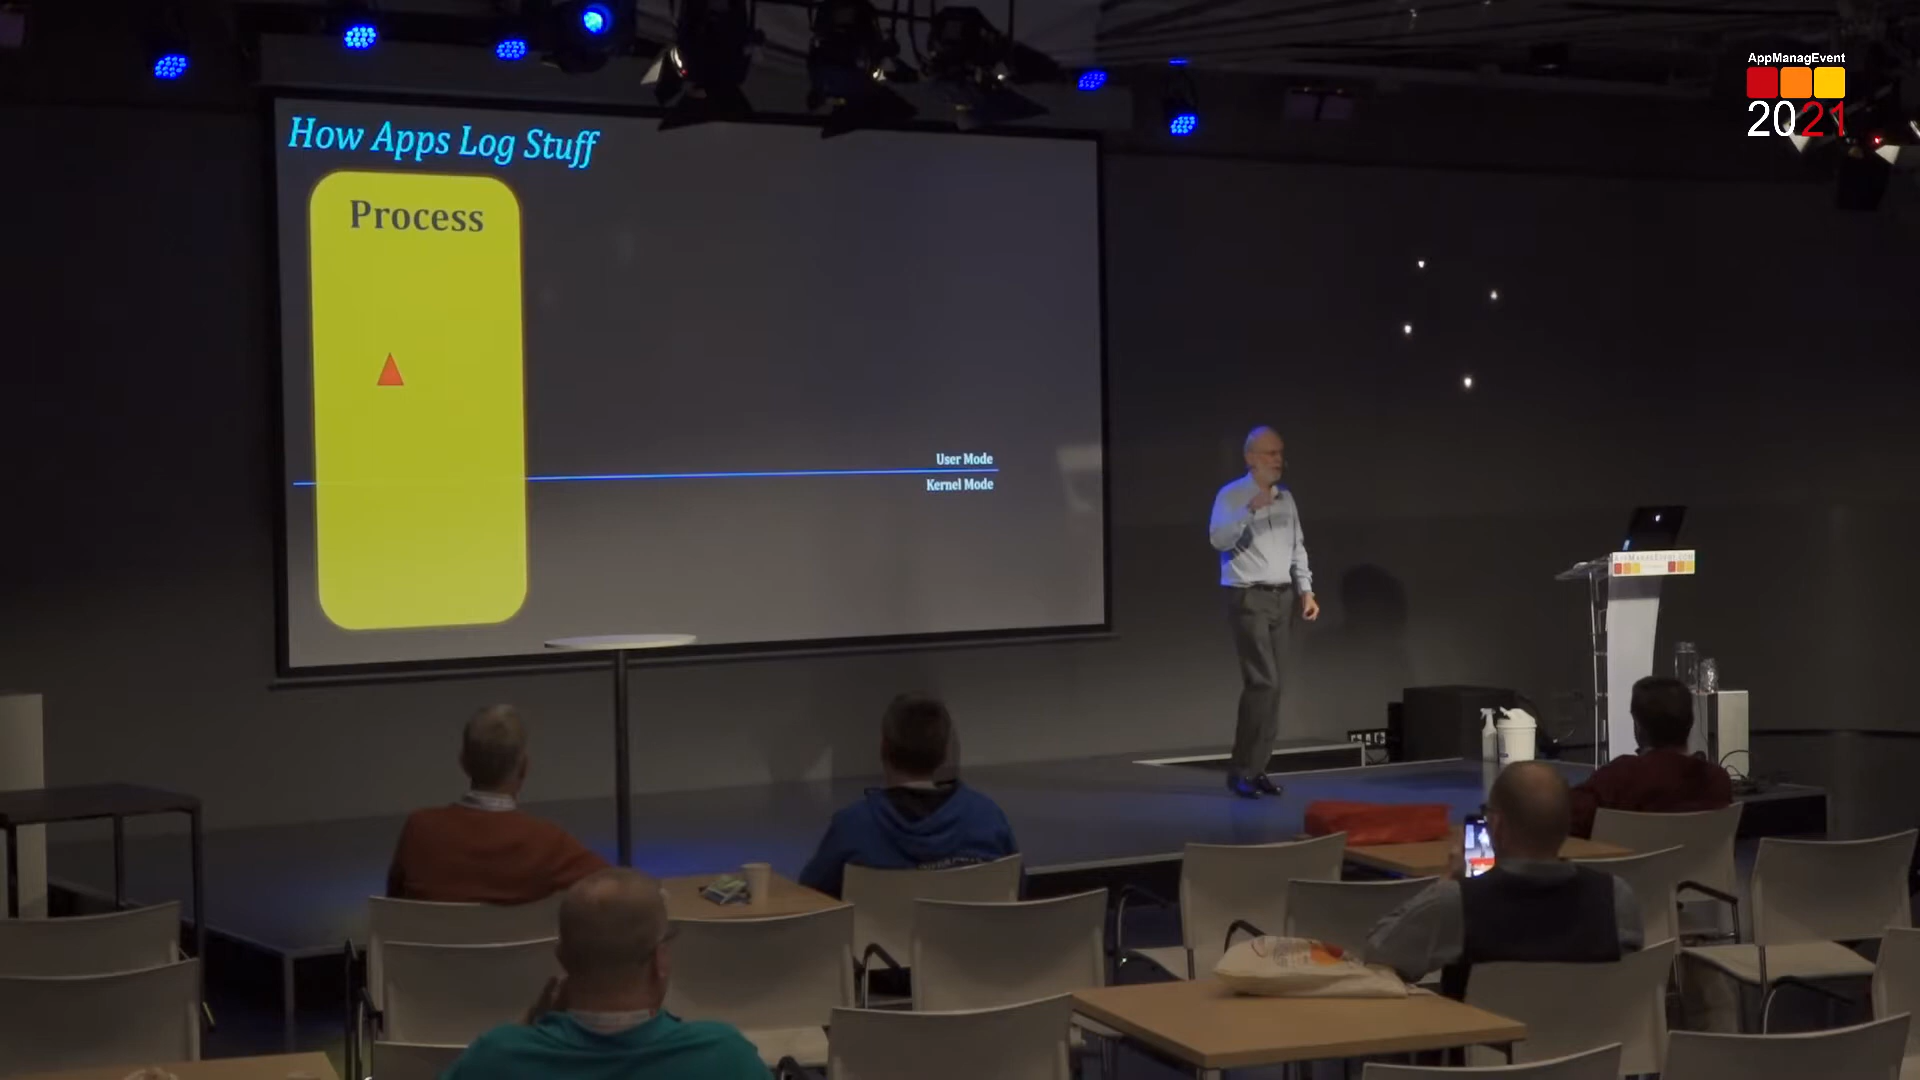 AppManagEvent
2021
How Apps Log Stuff
Process
User Mode
Kernel Mode